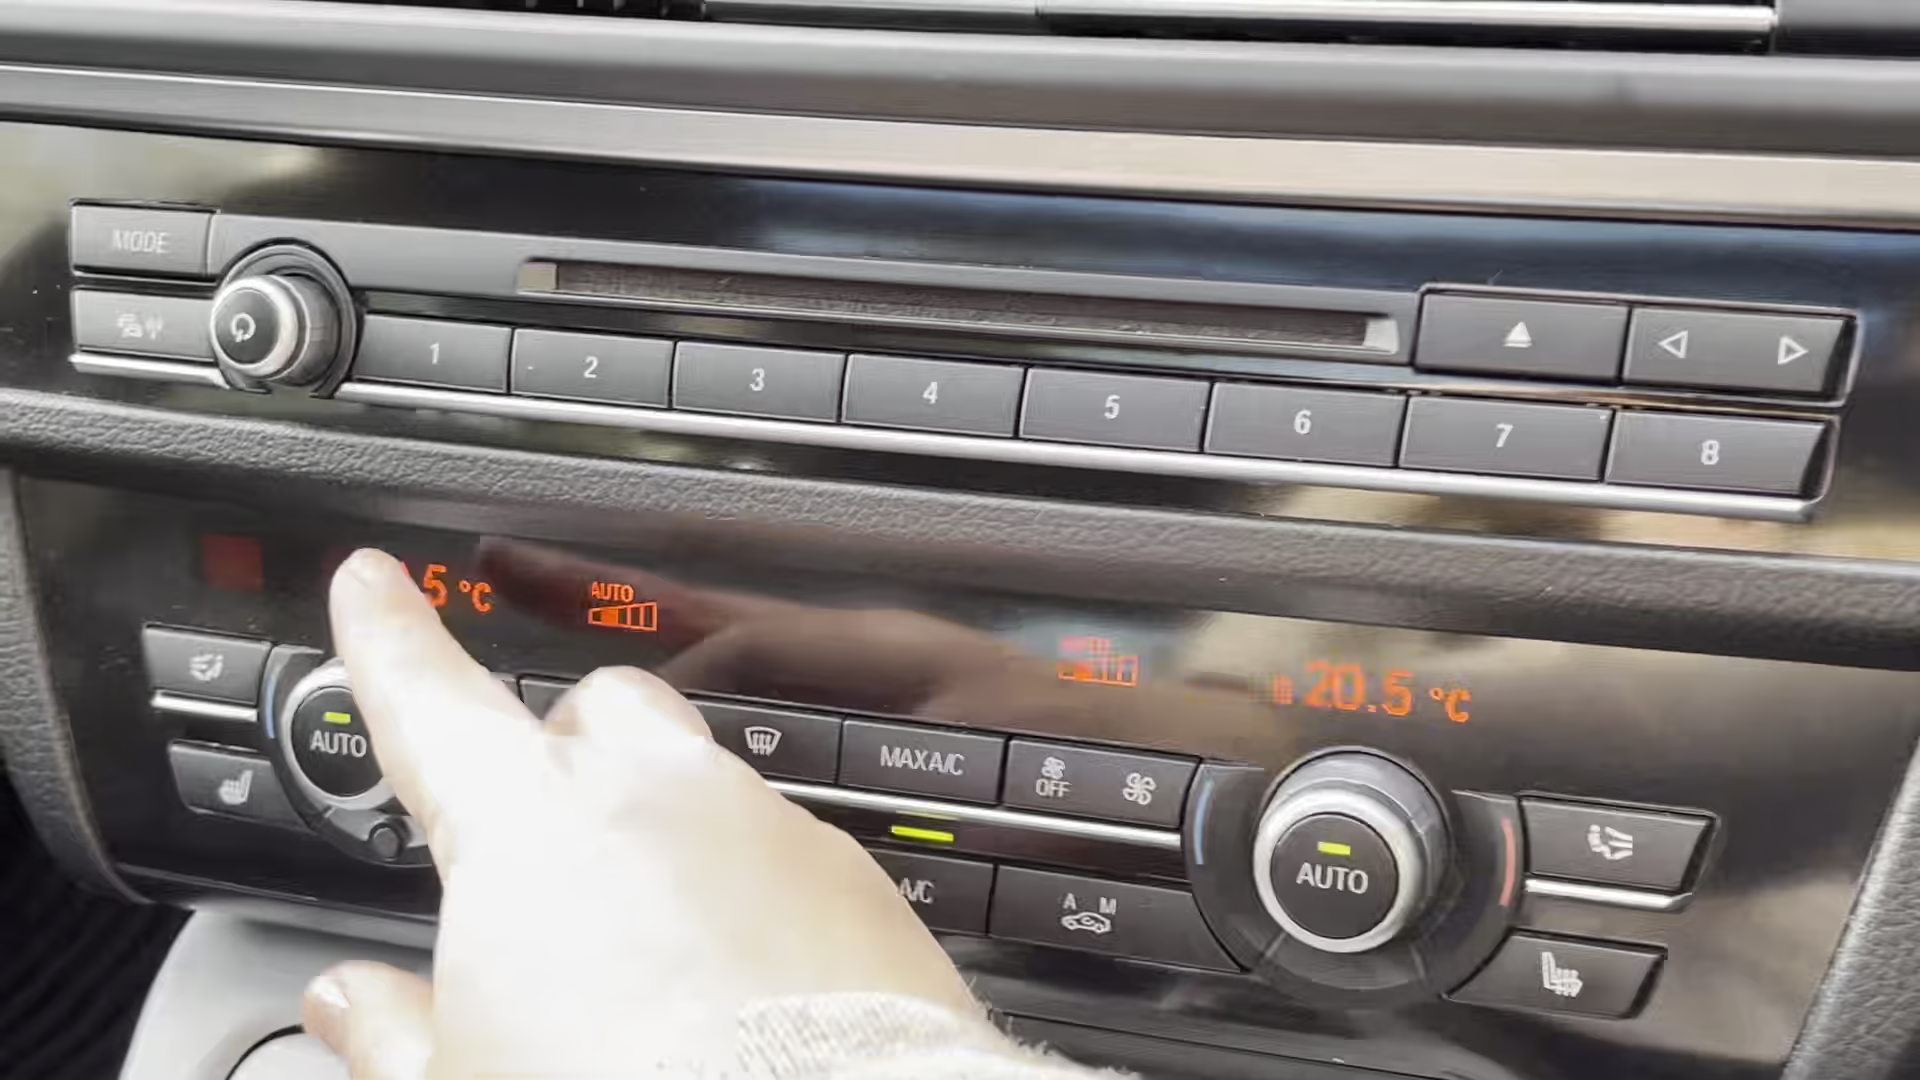 MODE
1 2 3 4 5 6 7 8
5 °C
AUTO
20.5 °C
AUTO
MAX A/C
OFF
A/C
A M
AUTO